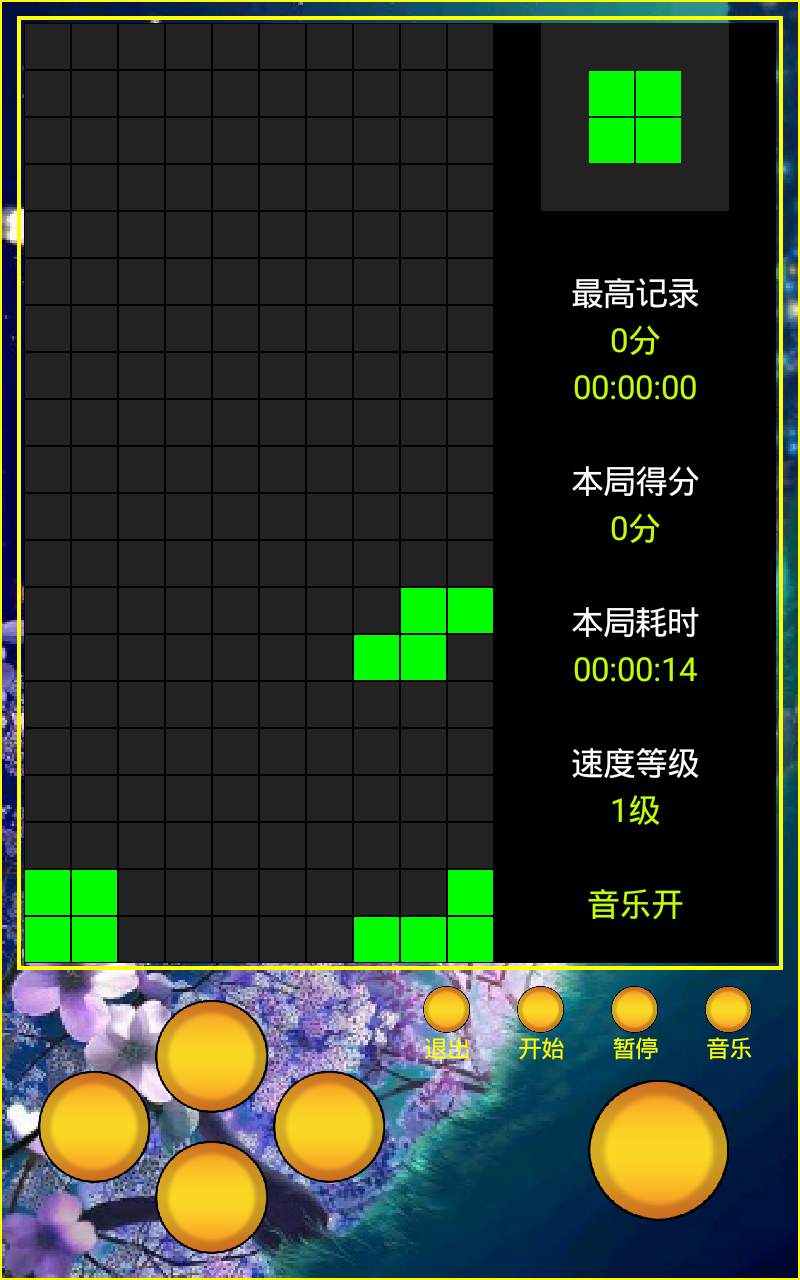 最高记录
0分
00:00:00
本局得分
0分
本局耗时
00:00:14
速度等级
1级
音乐开
退出 开始 暂停 音乐